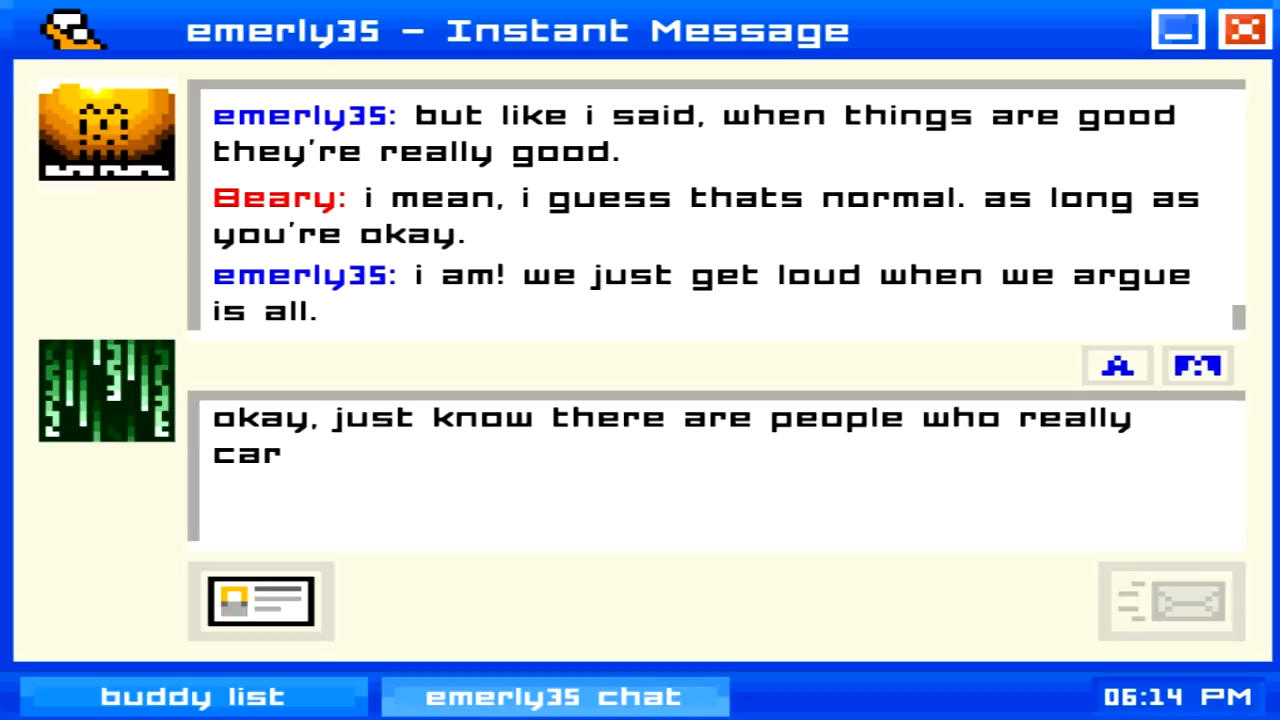 emerly35 - Instant Message
emerly35: but like i said, when things are good
they're really good.
Beary: i mean, i guess thats normal. as long as
you're okay.
emerly35: i am! we just get loud when we argue
is all.
A
okay, just know there are people who really
car
buddy list
emerly35 chat
06:14 PM